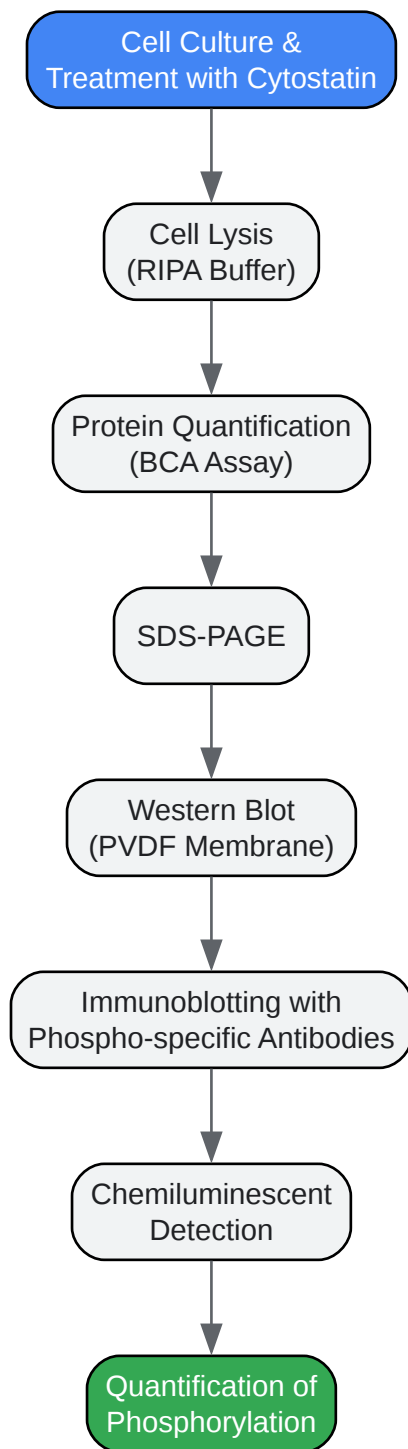 Cell Culture &
Treatment with Cytostatin
Cell Lysis
(RIPA Buffer)
Protein Quantification
(BCA Assay)
SDS-PAGE
Western Blot
(PVDF Membrane)
Immunoblotting with
Phospho-specific Antibodies
Chemiluminescent
Detection
Quantification of
Phosphorylation